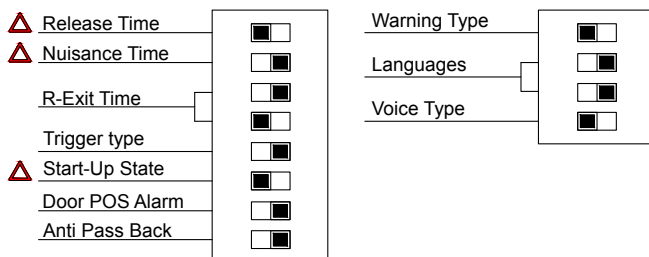 Release Time
Nuisance Time
R-Exit Time
Trigger type
Start-Up State
Door POS Alarm
Anti Pass Back
Warning Type
Languages
Voice Type